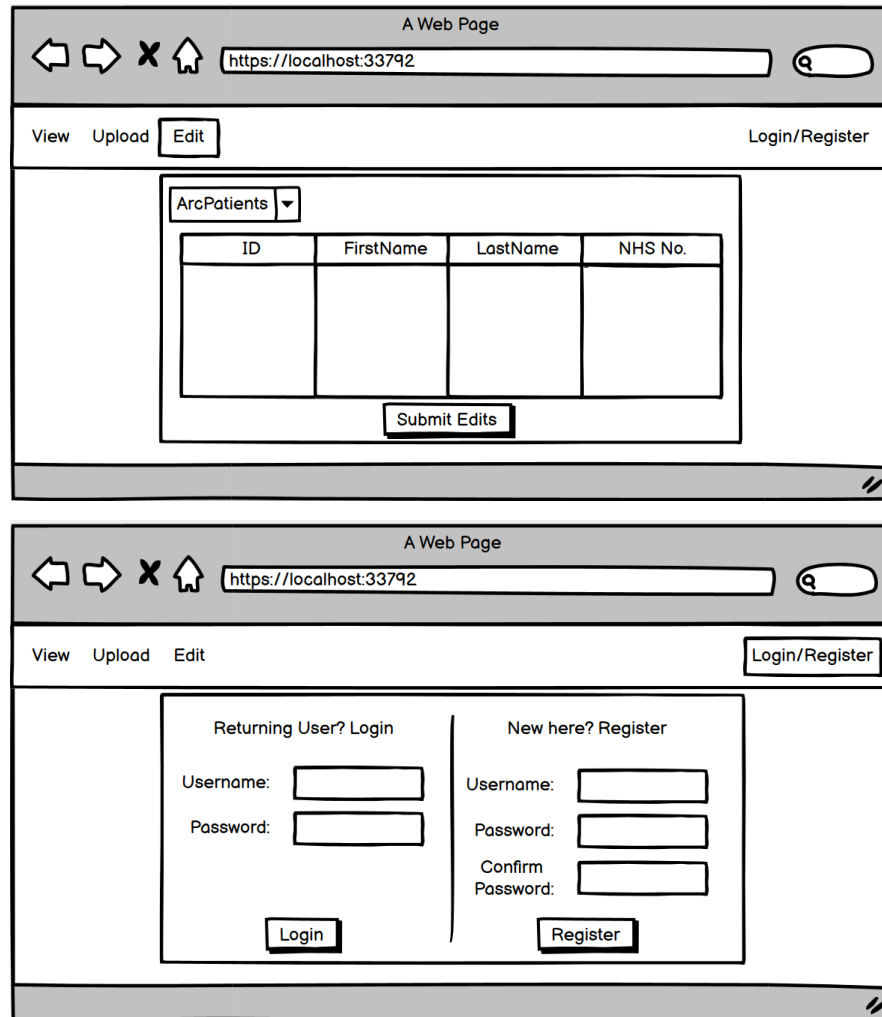 A Web Page
https://localhost:33792
View Upload Edit Login/Register
ArcPatients
ID FirstName LastName NHS No.
Submit Edits
A Web Page
https://localhost:33792
View Upload Edit Login/Register
Returning User? Login
Username:
Password:
Login
New here? Register
Username:
Password:
Confirm
Password:
Register